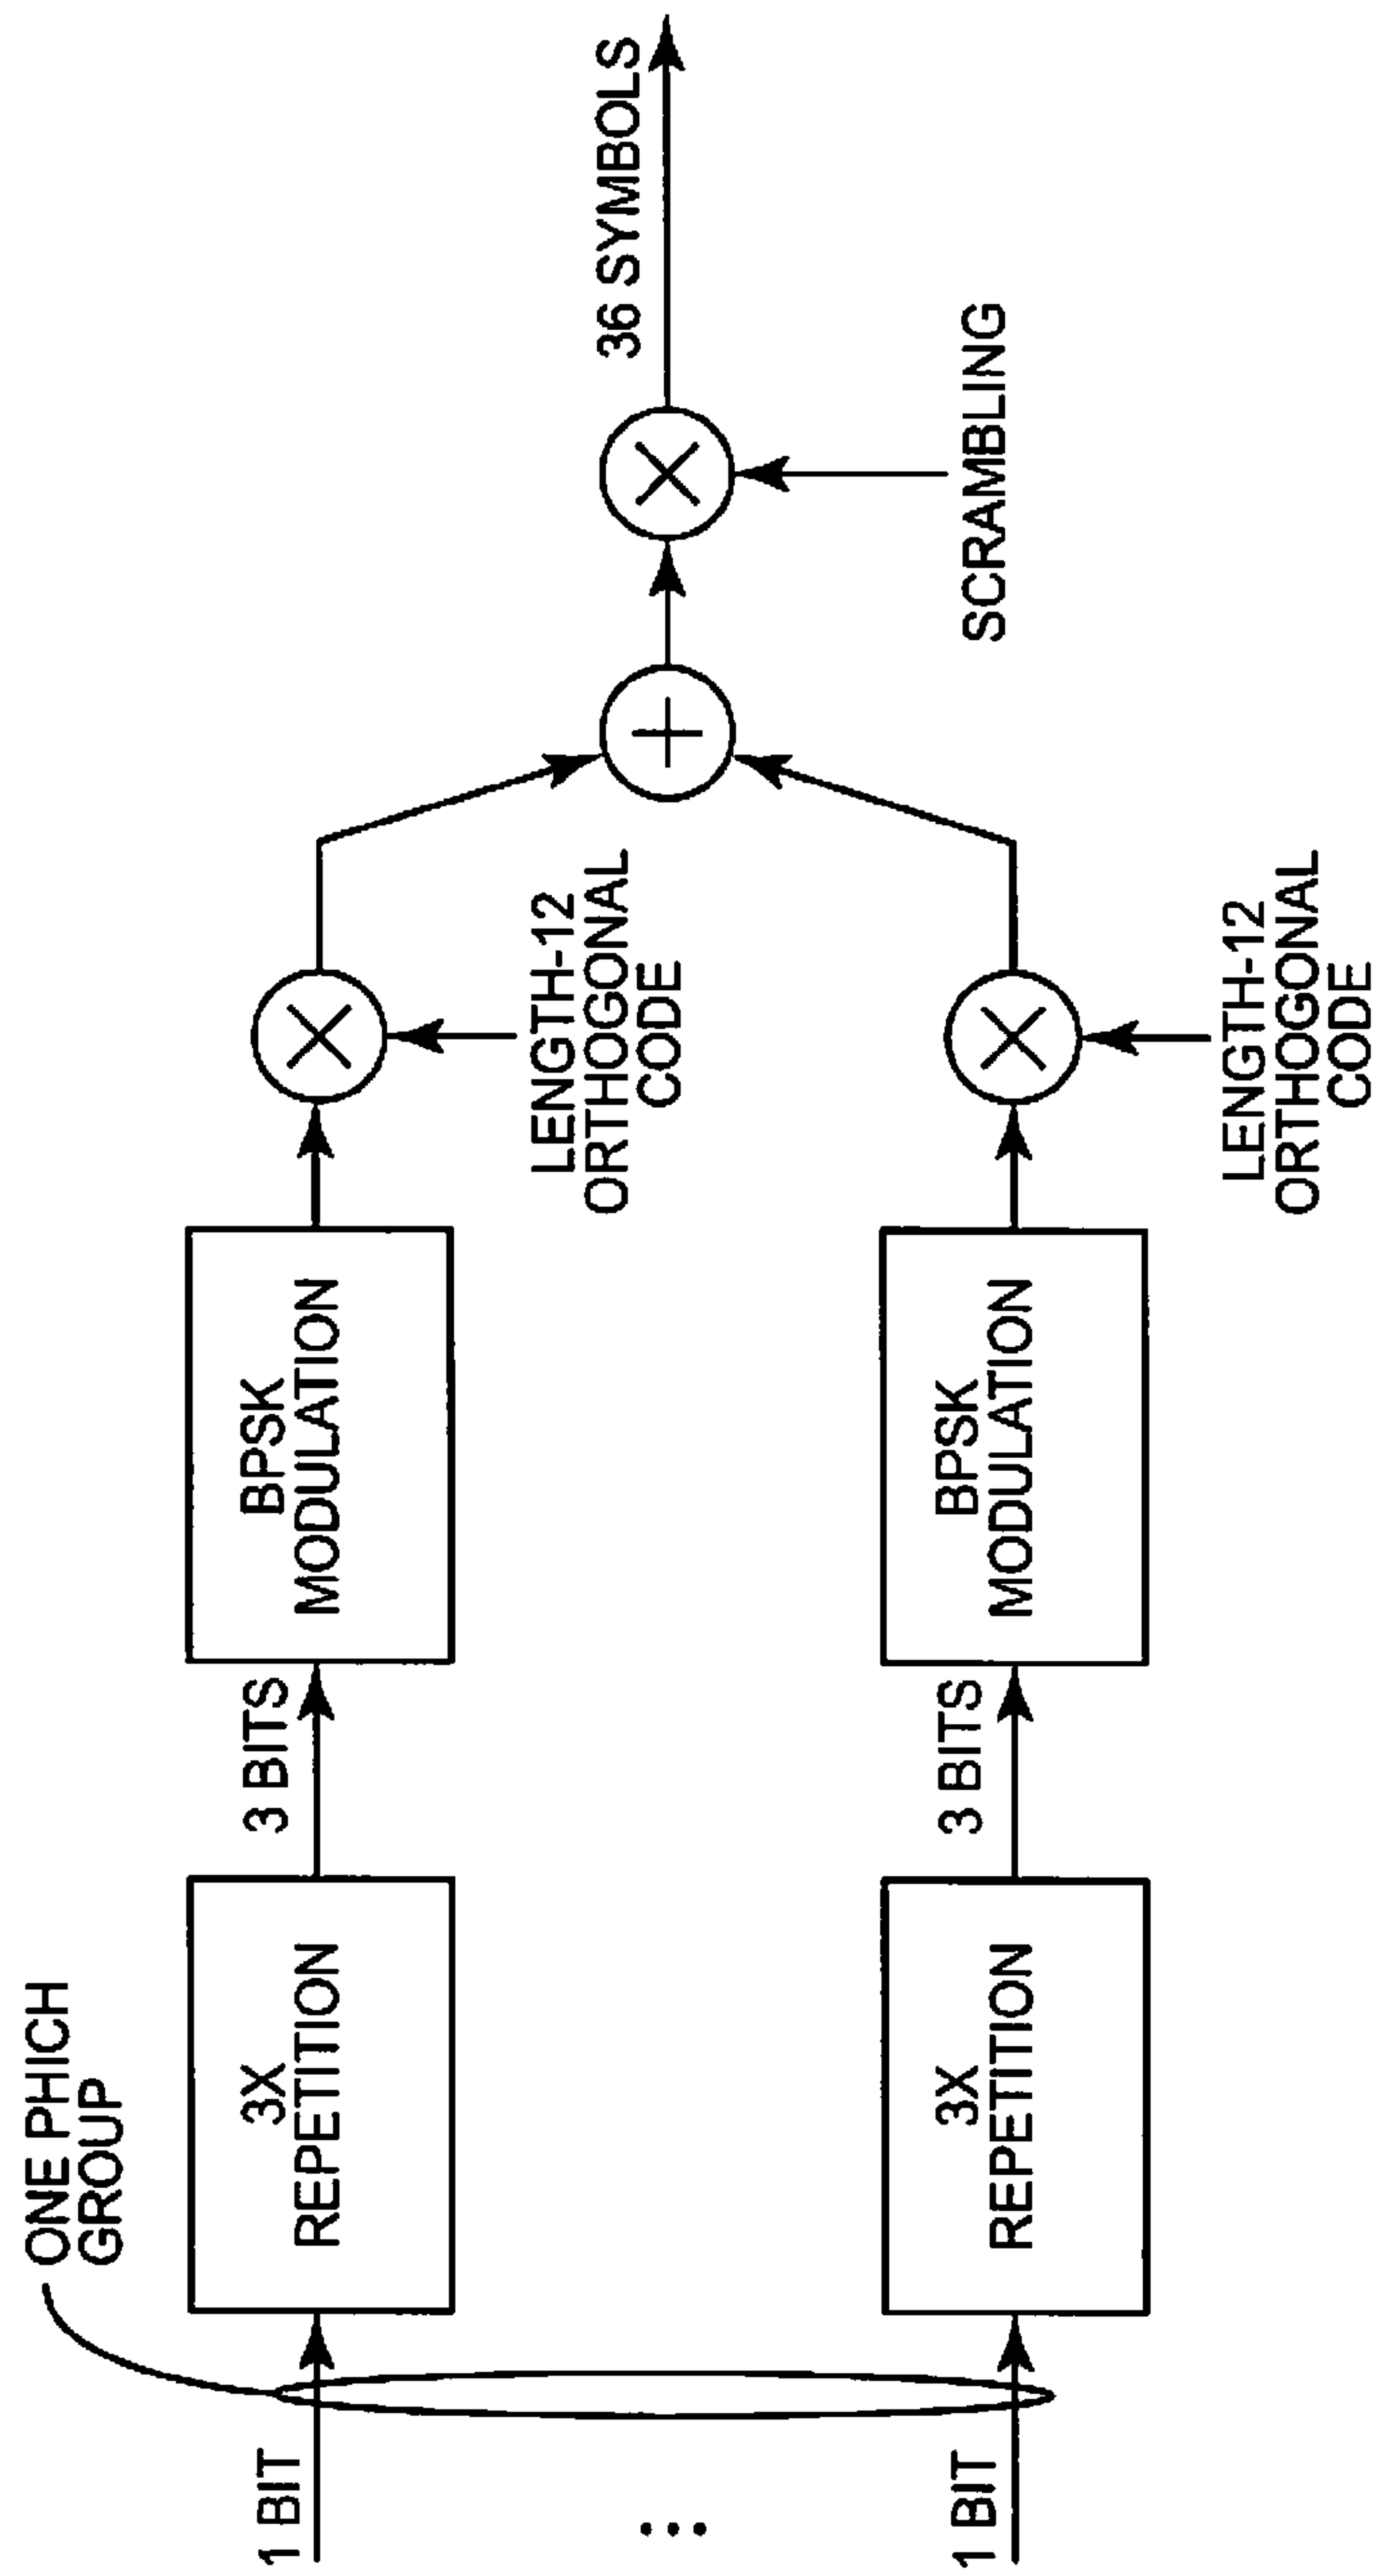 ONE PHICH
GROUP
1 BIT
3X
REPETITION
3 BITS
BPSK
MODULATION
LENGTH-12
ORTHOGONAL
CODE
36 SYMBOLS
SCRAMBLING
1 BIT
3X
REPETITION
3 BITS
BPSK
MODULATION
LENGTH-12
ORTHOGONAL
CODE